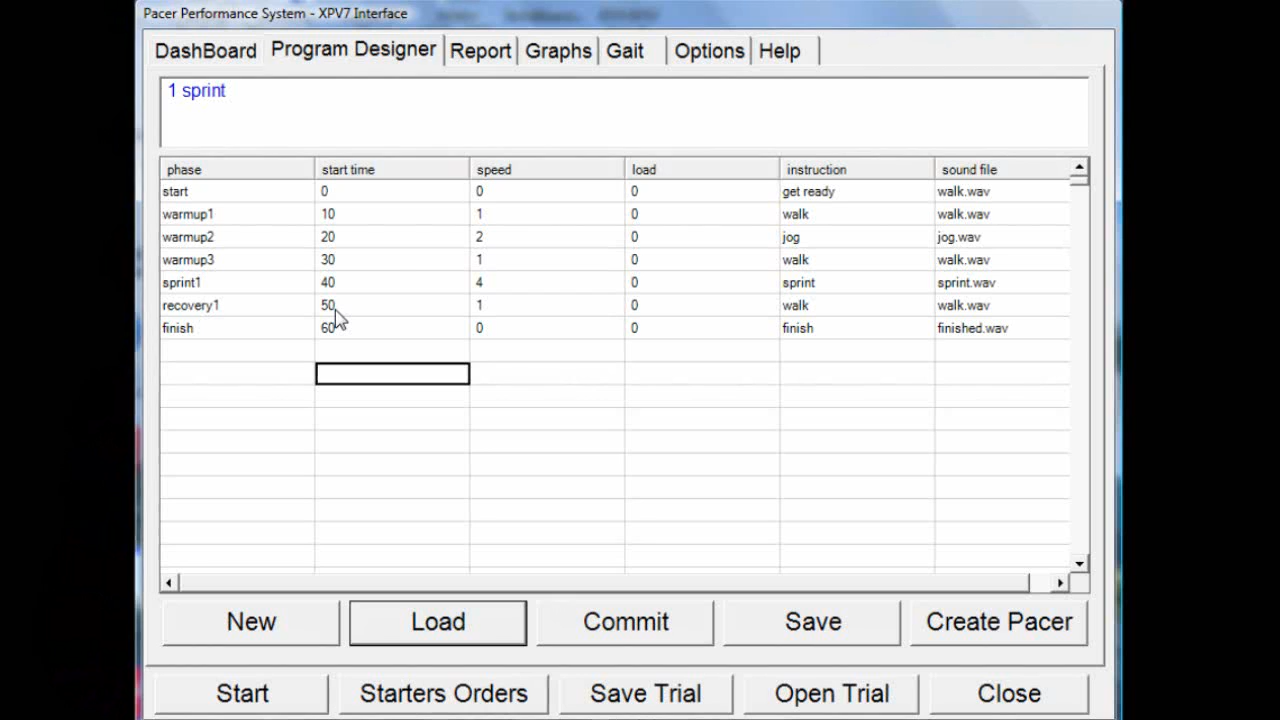 Pacer Performance System - XPV7 Interface
DashBoard Program Designer Report Graphs Gait Options Help
1 sprint
phase start time speed load instruction sound file
start 0 0 0 get ready walk.wav
warmup1 10 1 0 walk walk.wav
warmup2 20 2 0 jog jog.wav
warmup3 30 1 0 walk walk.wav
sprint1 40 4 0 sprint sprint.wav
recovery1 50 1 0 walk walk.wav
finish 60 0 0 finish finished.wav
New Load Commit Save Create Pacer
Start Starters Orders Save Trial Open Trial Close